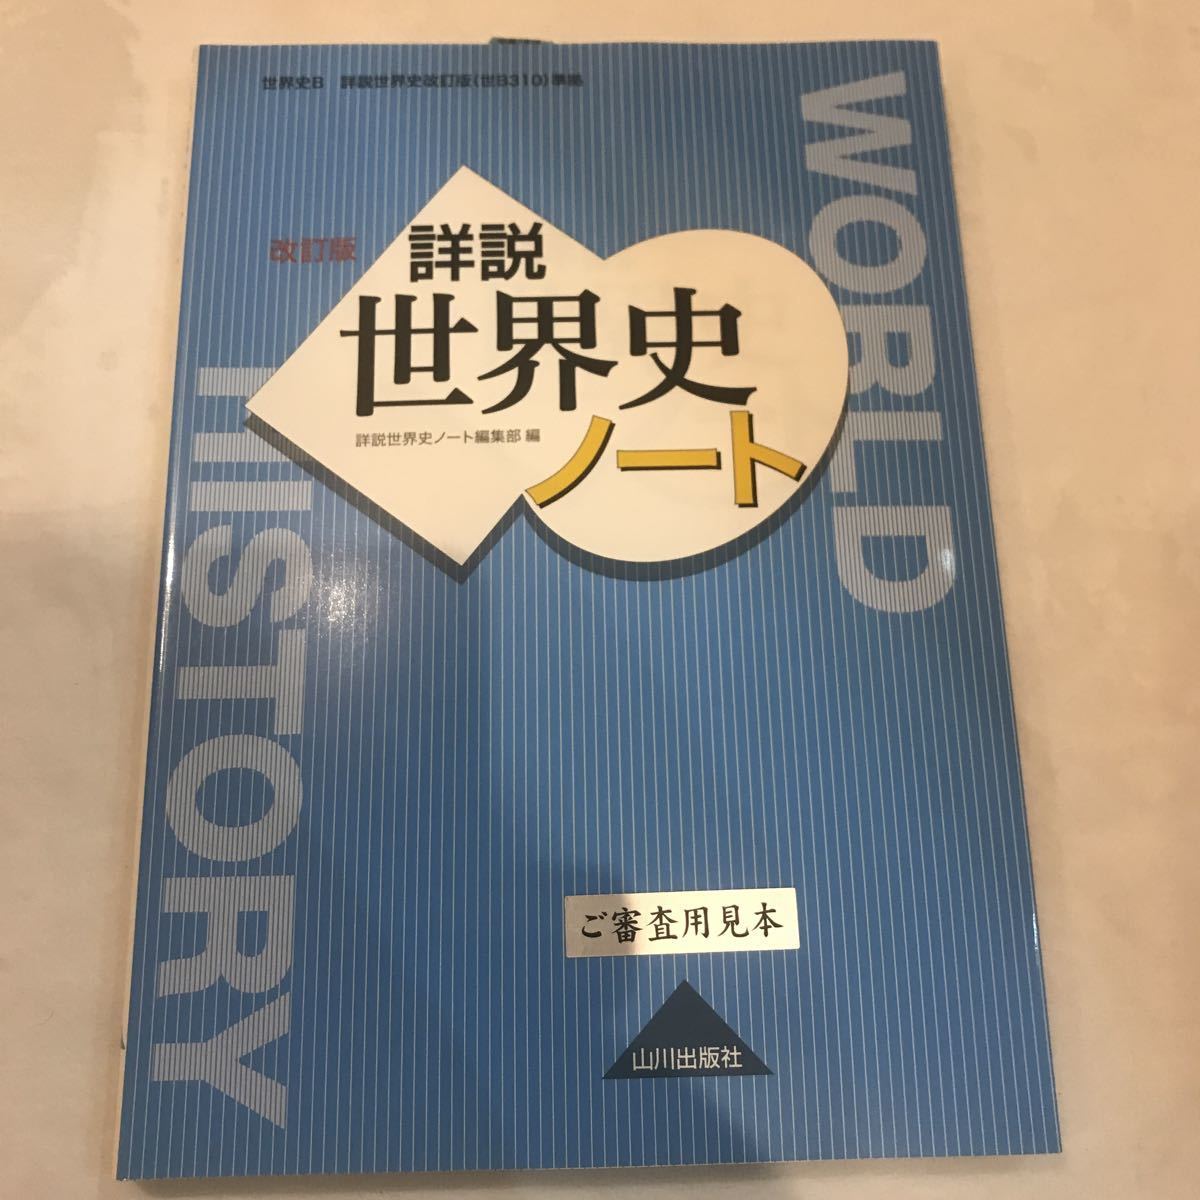 世界史B 詳説世界史改訂版(世B310)準拠
WORLD
改訂版
詳説
世界史
ノート
詳説世界史ノート編集部 編
HISTORY
ご審査用見本
山川出版社